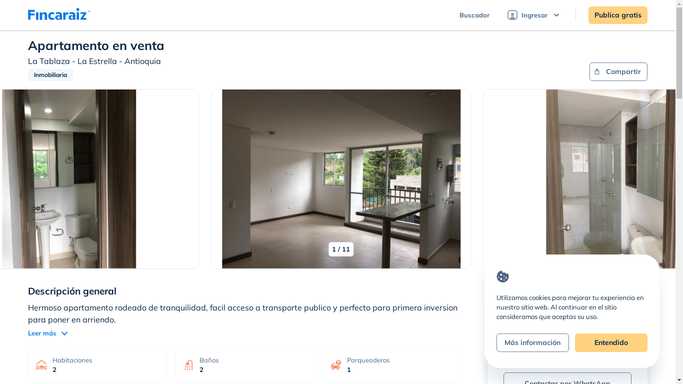 Fincaraiz
Buscador
Ingresar
Publica gratis
Apartamento en venta
La Tablaza - La Estrella - Antioquia
Inmobiliaria
Compartir
1 / 11
Descripción general
Hermoso apartamento rodeado de tranquilidad, facil acceso a transporte publico y perfecto para primera inversion
para poner en arriendo.
Leer más
Habitaciones
2
Baños
2
Parqueaderos
1
Utilizamos cookies para mejorar tu experiencia en
nuestro sitio web. Al continuar en el sitio
consideramos que aceptas su uso.
Más información
Entendido
Contactar por WhatsApp